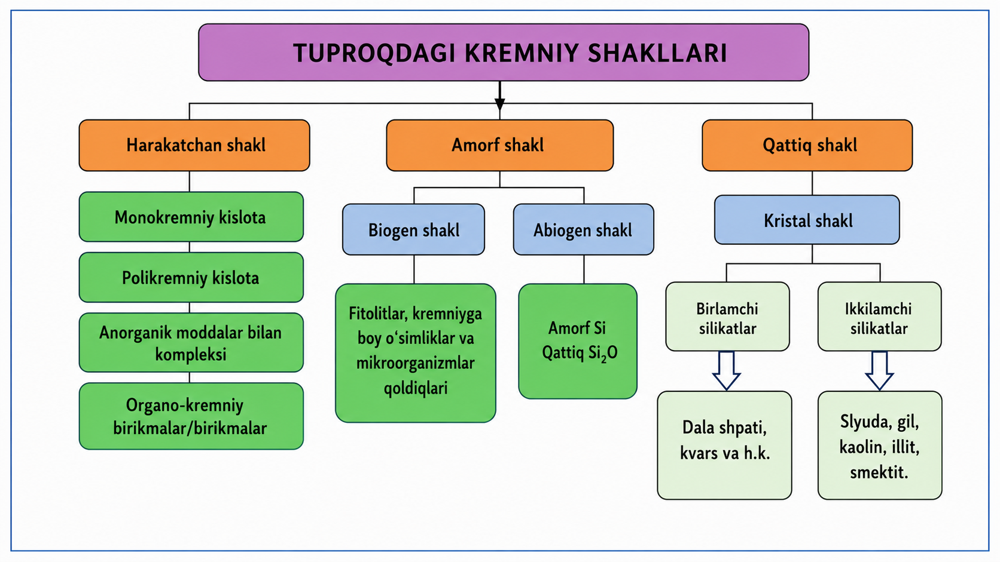 TUPROQDAGI KREMNIY SHAKLLARI
Harakatchan shakl
Amorf shakl
Qattiq shakl
Monokremniy kislota
Polikremniy kislota
Anorganik moddalar bilan
kompleksi
Organo-kremniy
birikmalar/birikmalar
Biogen shakl
Abiogen shakl
Fitolitlar, kremniyga
boy o‘simliklar va
mikroorganizmlar
qoldiqlari
Amorf Si
Qattiq Si₂O
Kristal shakl
Birlamchi
silikatlar
Ikkilamchi
silikatlar
Dala shpati,
kvars va h.k.
Slyuda, gil,
kaolin, illit,
smektit.